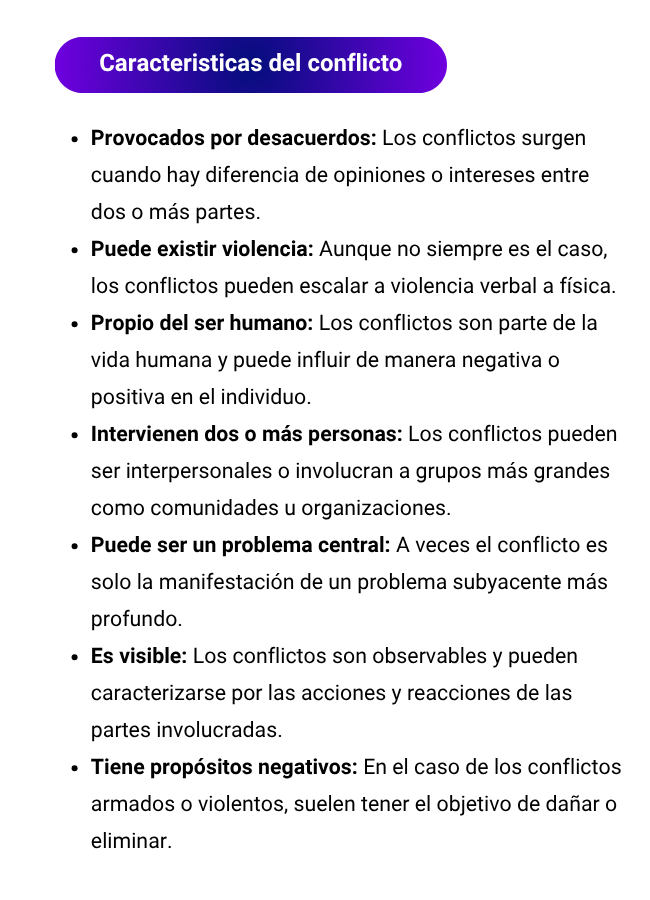 Caracteristicas del conflicto
• Provocados por desacuerdos: Los conflictos surgen
cuando hay diferencia de opiniones o intereses entre
dos o más partes.
• Puede existir violencia: Aunque no siempre es el caso,
los conflictos pueden escalar a violencia verbal a física.
• Propio del ser humano: Los conflictos son parte de la
vida humana y puede influir de manera negativa o
positiva en el individuo.
• Intervienen dos o más personas: Los conflictos pueden
ser interpersonales o involucran a grupos más grandes
como comunidades u organizaciones.
• Puede ser un problema central: A veces el conflicto es
solo la manifestación de un problema subyacente más
profundo.
• Es visible: Los conflictos son observables y pueden
caracterizarse por las acciones y reacciones de las
partes involucradas.
• Tiene propósitos negativos: En el caso de los conflictos
armados o violentos, suelen tener el objetivo de dañar o
eliminar.